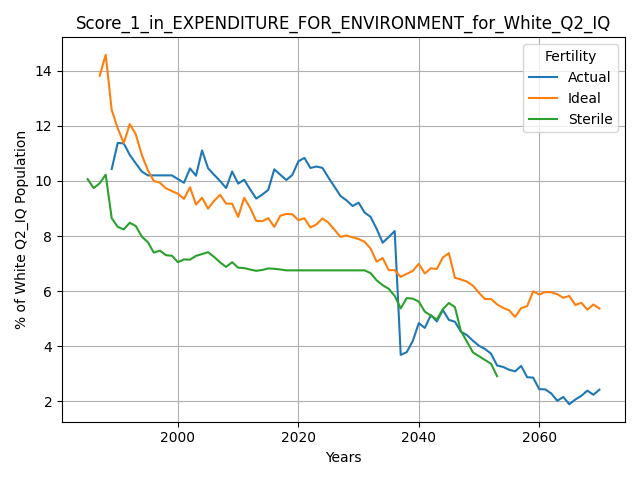 Score_1_in_EXPENDITURE_FOR_ENVIRONMENT_for_White_Q2_IQ
Fertility
Actual
Ideal
Sterile
% of White Q2_IQ Population
14
12
10
8
6
4
2
2000
2020
2040
2060
Years